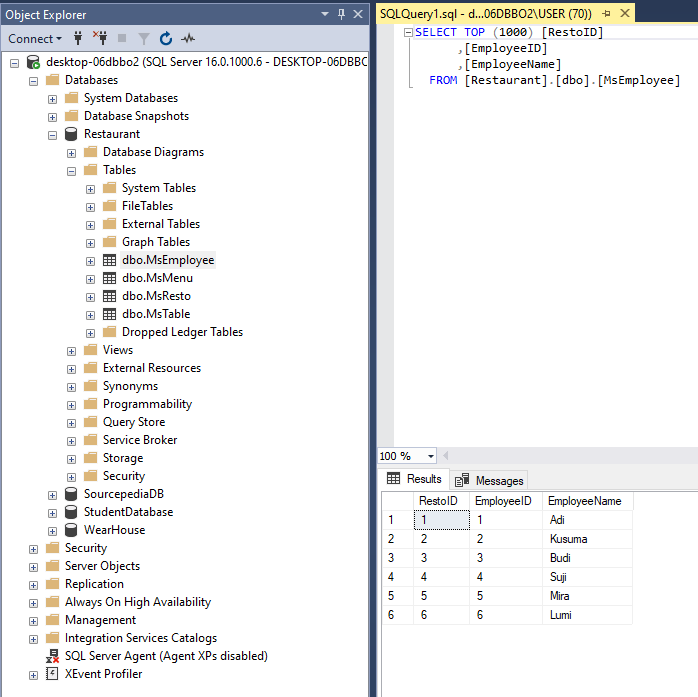 Object Explorer
Connect
desktop-06dbbo2 (SQL Server 16.0.1000.6 - DESKTOP-06DBBC
Databases
System Databases
Database Snapshots
Restaurant
Database Diagrams
Tables
System Tables
FileTables
External Tables
Graph Tables
dbo.MsEmployee
dbo.MsMenu
dbo.MsResto
dbo.MsTable
Dropped Ledger Tables
Views
External Resources
Synonyms
Programmability
Query Store
Service Broker
Storage
Security
SourcepediaDB
StudentDatabase
WearHouse
Security
Server Objects
Replication
Always On High Availability
Management
Integration Services Catalogs
SQL Server Agent (Agent XPs disabled)
XEvent Profiler
SQLQuery1.sql - d...06DBBO2\USER (70))
SELECT TOP (1000) [RestoID]
,[EmployeeID]
,[EmployeeName]
FROM [Restaurant].[dbo].[MsEmployee]
100 %
Results Messages
RestoID EmployeeID EmployeeName
1 1 1 Adi
2 2 2 Kusuma
3 3 3 Budi
4 4 4 Suji
5 5 5 Mira
6 6 6 Lumi